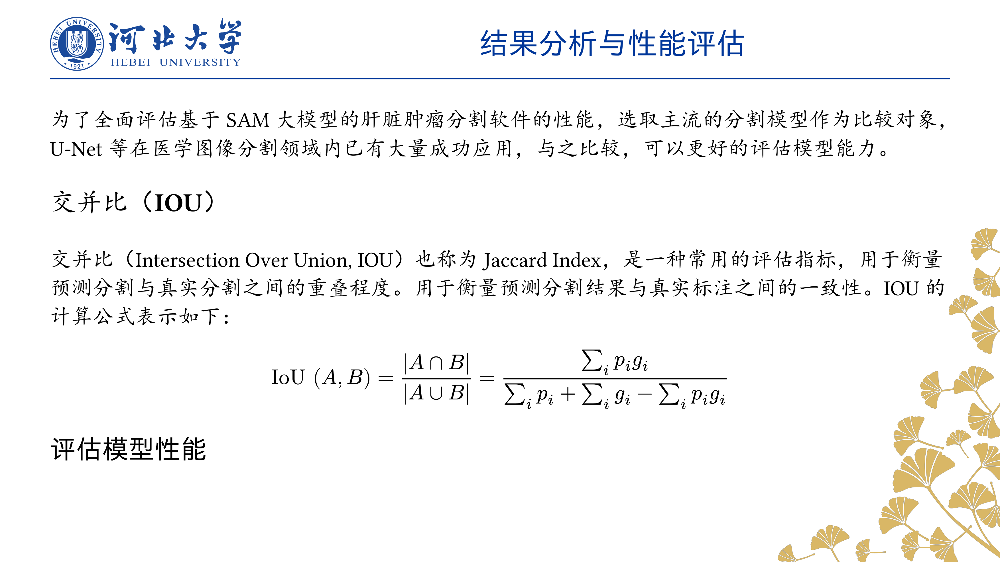 HEBEI UNIVERSITY
1921
河北大学
HEBEI UNIVERSITY
结果分析与性能评估
为了全面评估基于 SAM 大模型的肝脏肿瘤分割软件的性能，选取主流的分割模型作为比较对象，
U-Net 等在医学图像分割领域内已有大量成功应用，与之比较，可以更好的评估模型能力。
交并比（IOU）
交并比（Intersection Over Union, IOU）也称为 Jaccard Index，是一种常用的评估指标，用于衡量
预测分割与真实分割之间的重叠程度。用于衡量预测分割结果与真实标注之间的一致性。IOU 的
计算公式表示如下：
IoU (A, B) = |A ∩ B| / |A ∪ B| = ∑_i p_i g_i / (∑_i p_i + ∑_i g_i − ∑_i p_i g_i)
评估模型性能